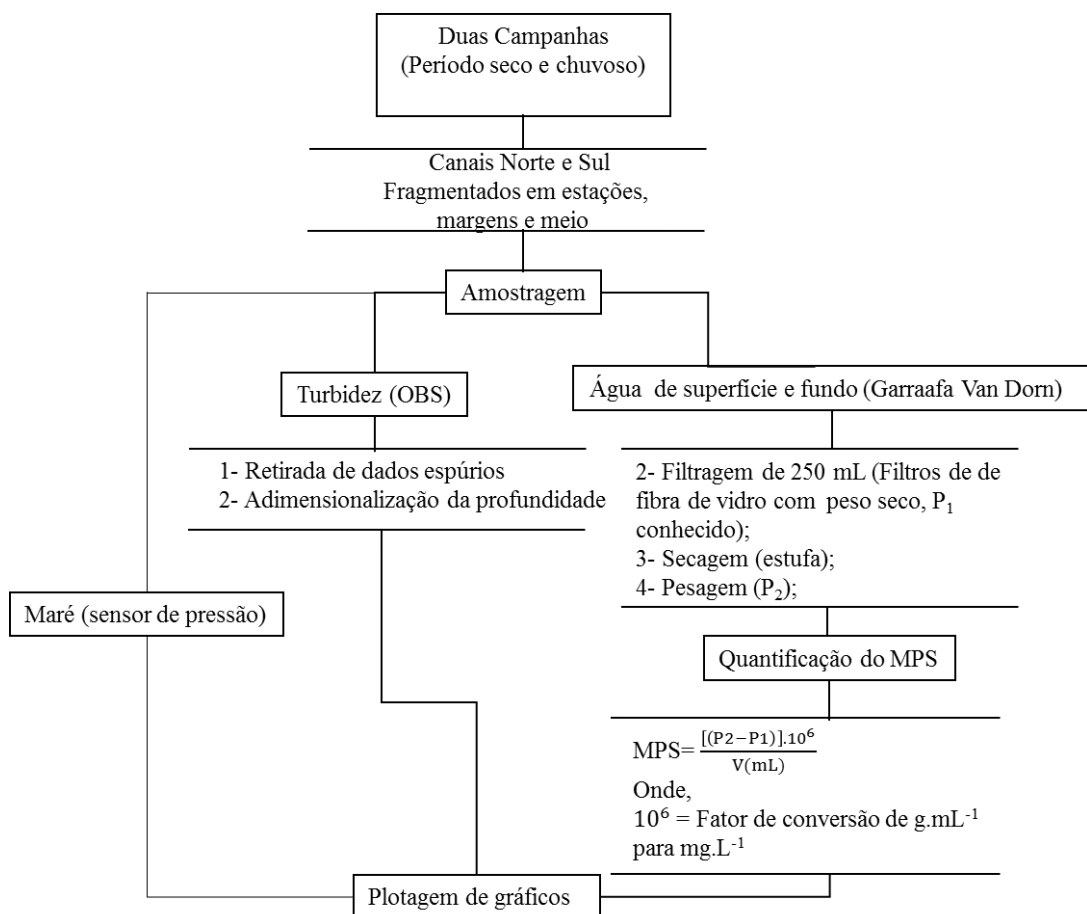 Duas Campanhas
(Período seco e chuvoso)
Canais Norte e Sul
Fragmentados em estações,
margens e meio
Amostragem
Turbidez (OBS)
Água de superfície e fundo (Garraafa Van Dorn)
1- Retirada de dados espúrios
2- Adimensionalização da profundidade
2- Filtragem de 250 mL (Filtros de de
fibra de vidro com peso seco, P₁
conhecido);
3- Secagem (estufa);
4- Pesagem (P₂);
Maré (sensor de pressão)
Quantificação do MPS
MPS= [(P2−P1)].10⁶ / V(mL)
Onde,
10⁶ = Fator de conversão de g.mL⁻¹
para mg.L⁻¹
Plotagem de gráficos